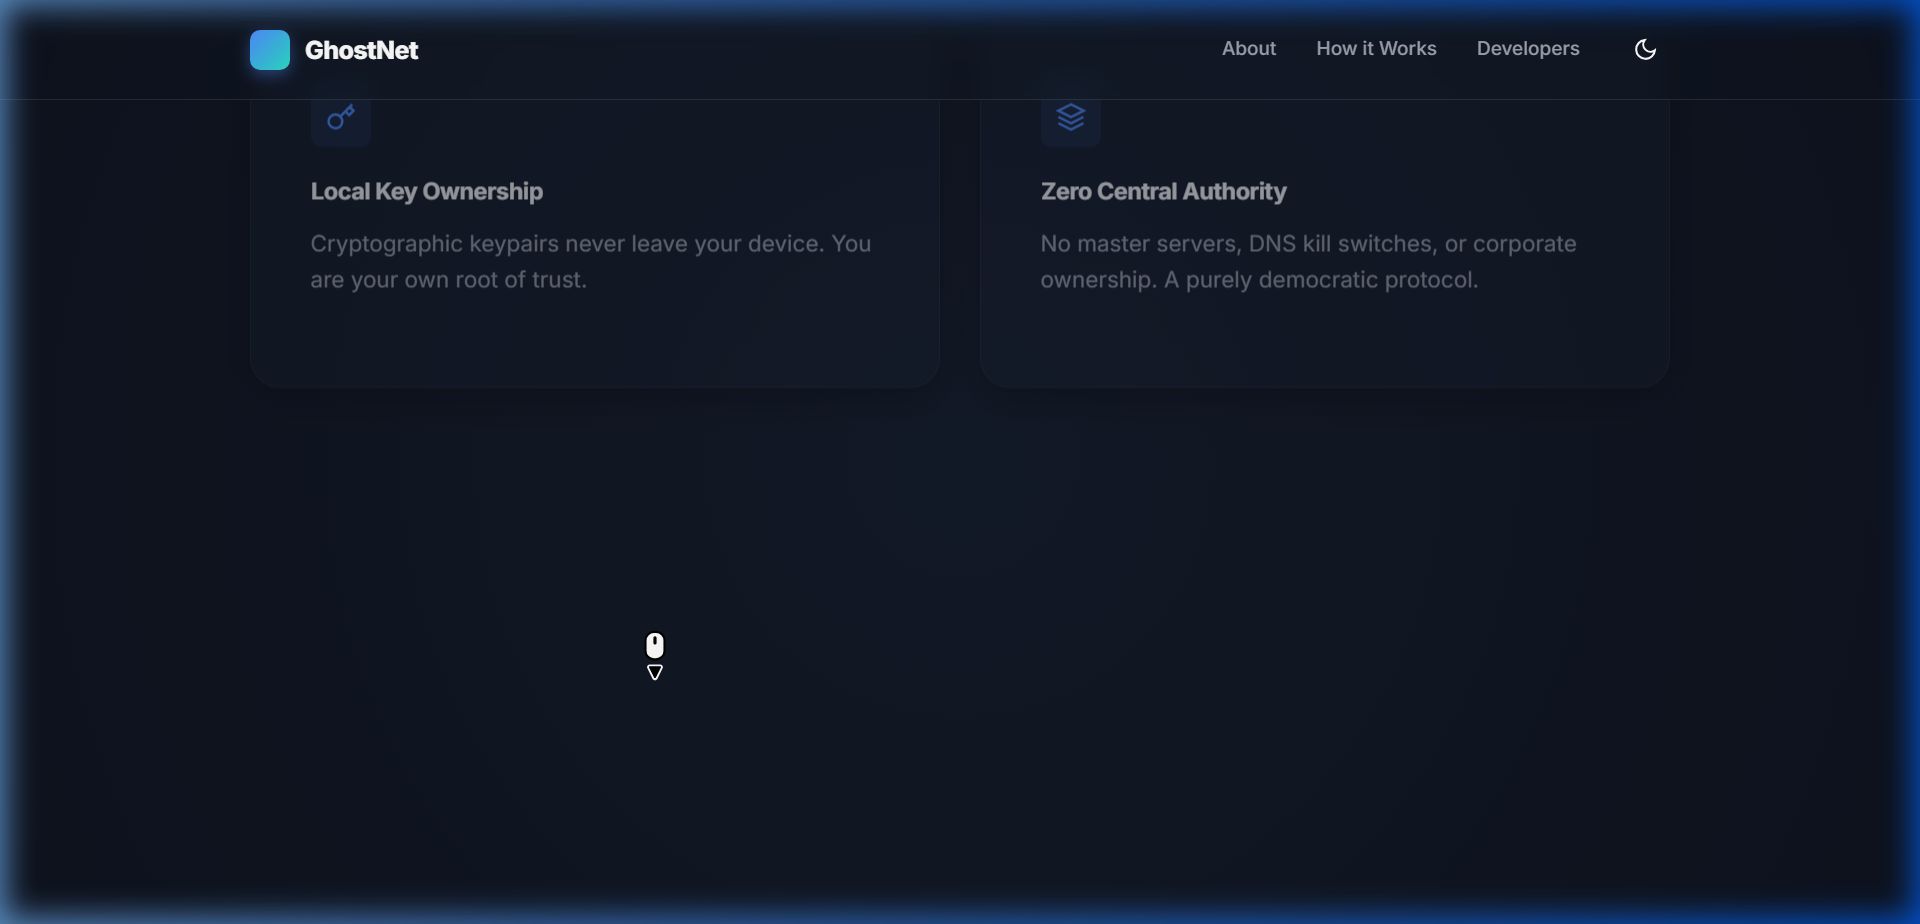 GhostNet
About
How it Works
Developers
Local Key Ownership
Cryptographic keypairs never leave your device. You
are your own root of trust.
Zero Central Authority
No master servers, DNS kill switches, or corporate
ownership. A purely democratic protocol.